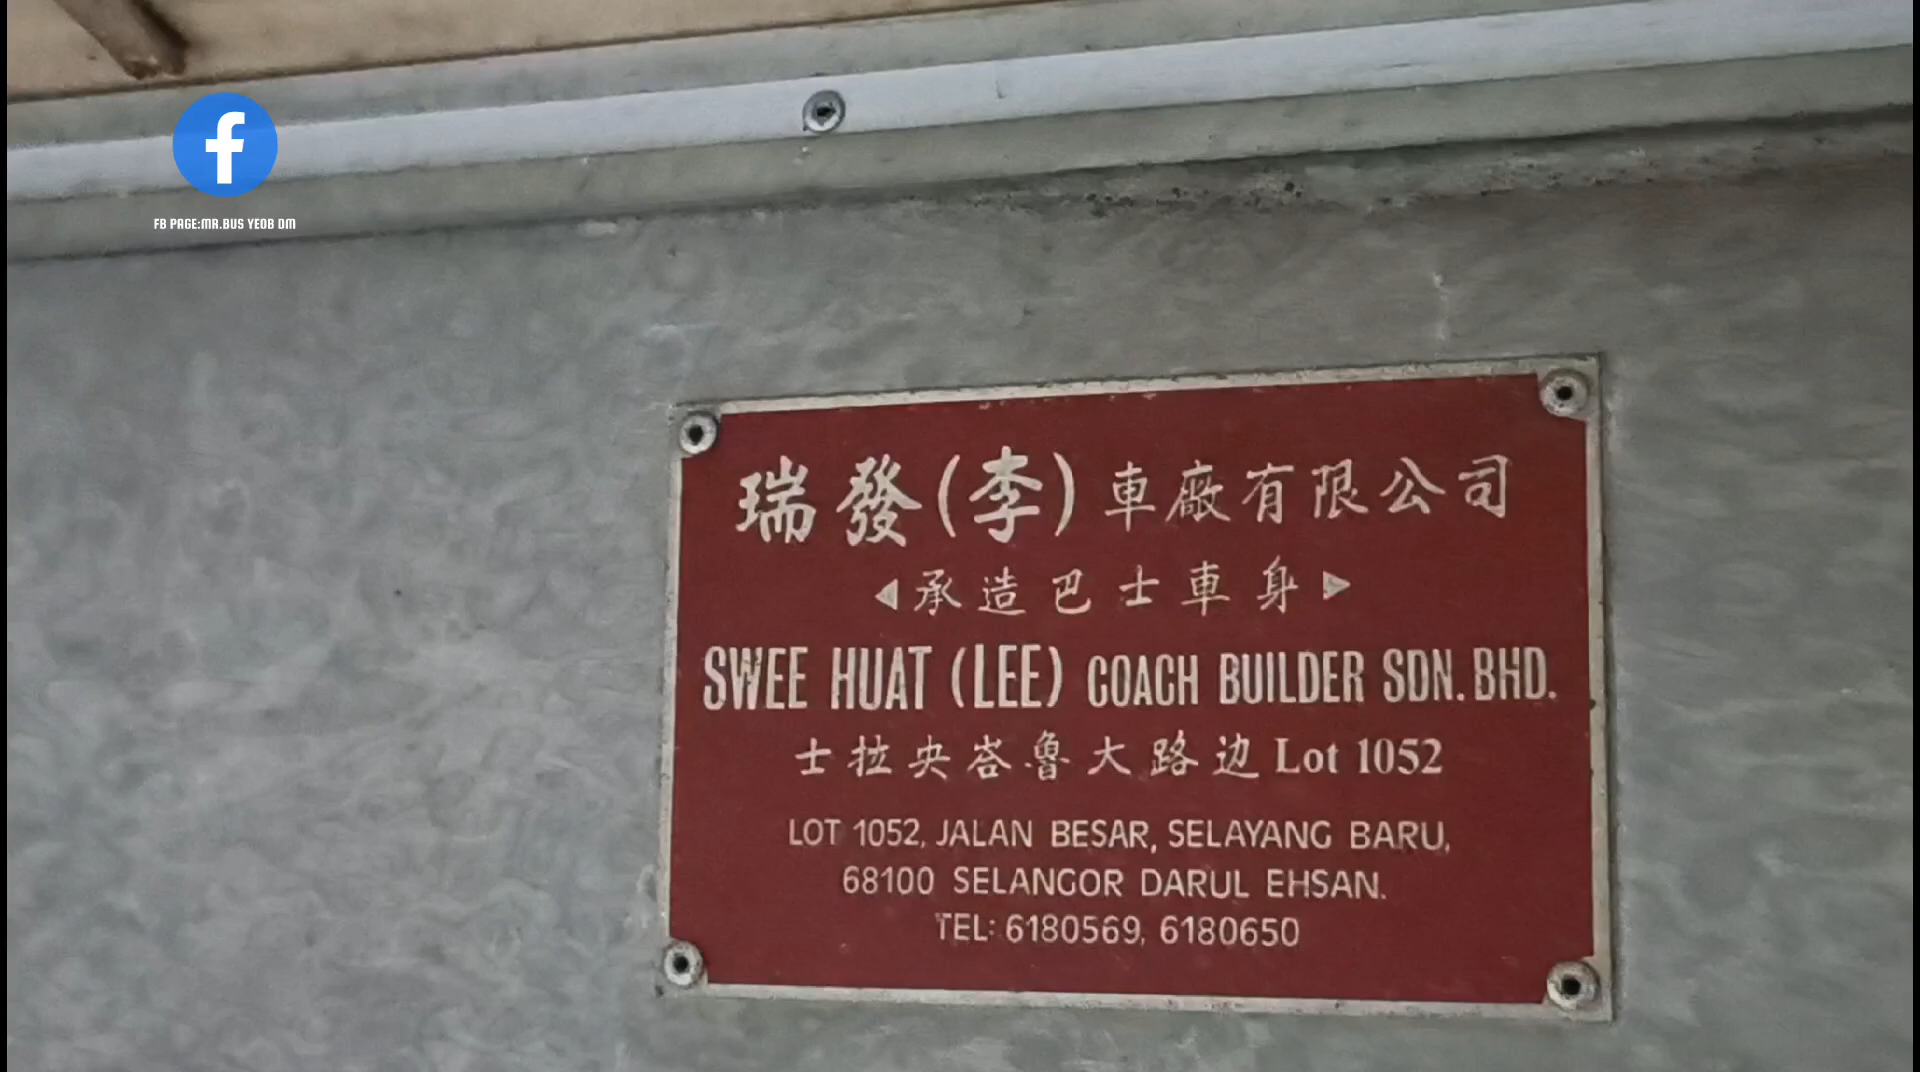 FB PAGE:MR.BUS YEOB DM
瑞發(李)車廠有限公司
◀承造巴士車身▶
SWEE HUAT (LEE) COACH BUILDER SDN. BHD.
士拉央峇魯大路边 Lot 1052
LOT 1052, JALAN BESAR, SELAYANG BARU,
68100 SELANGOR DARUL EHSAN.
TEL: 6180569, 6180650